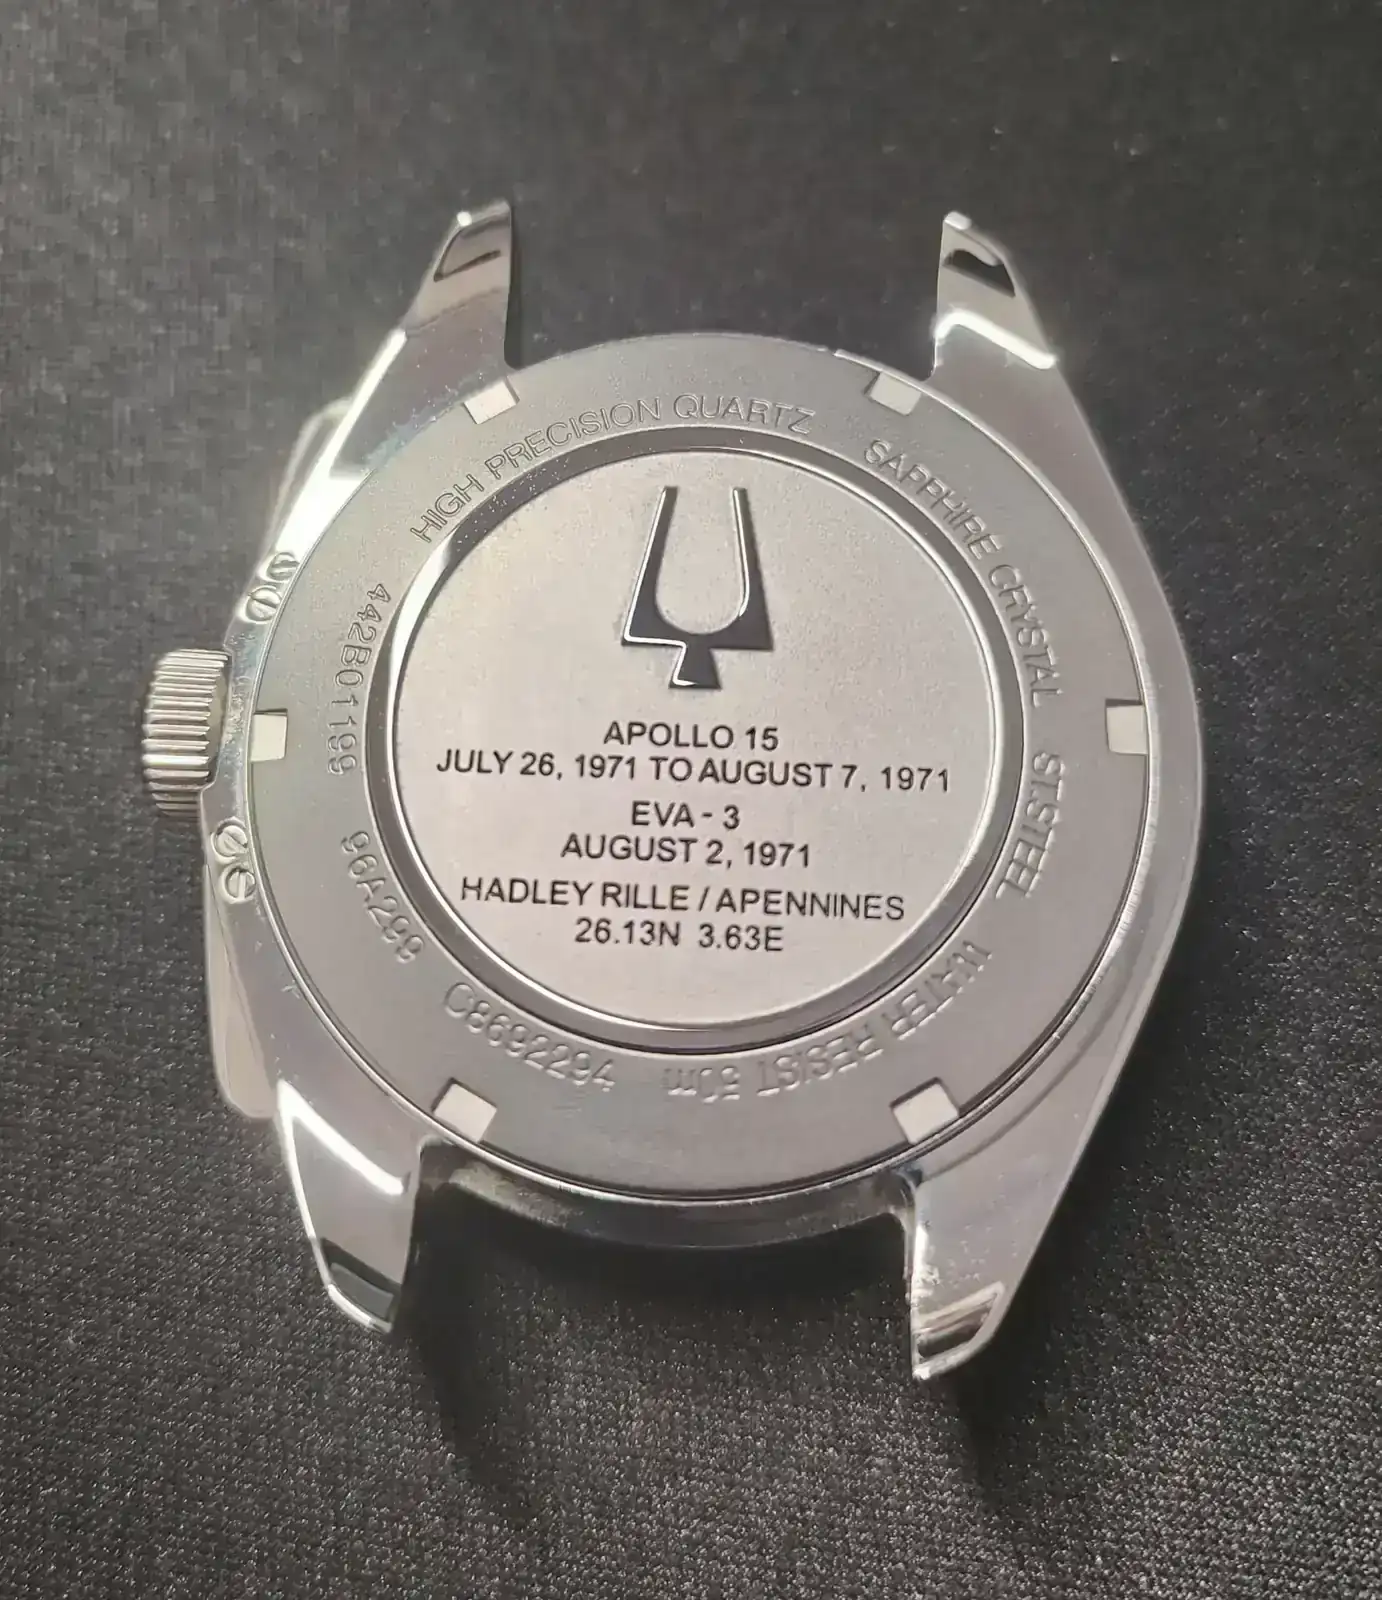 HIGH PRECISION QUARTZ
SAPPHIRE CRYSTAL
ST.STEEL
WATER RESIST 50m
C8692294
96A299
442B01199
APOLLO 15
JULY 26, 1971 TO AUGUST 7, 1971
EVA - 3
AUGUST 2, 1971
HADLEY RILLE / APENNINES
26.13N 3.63E